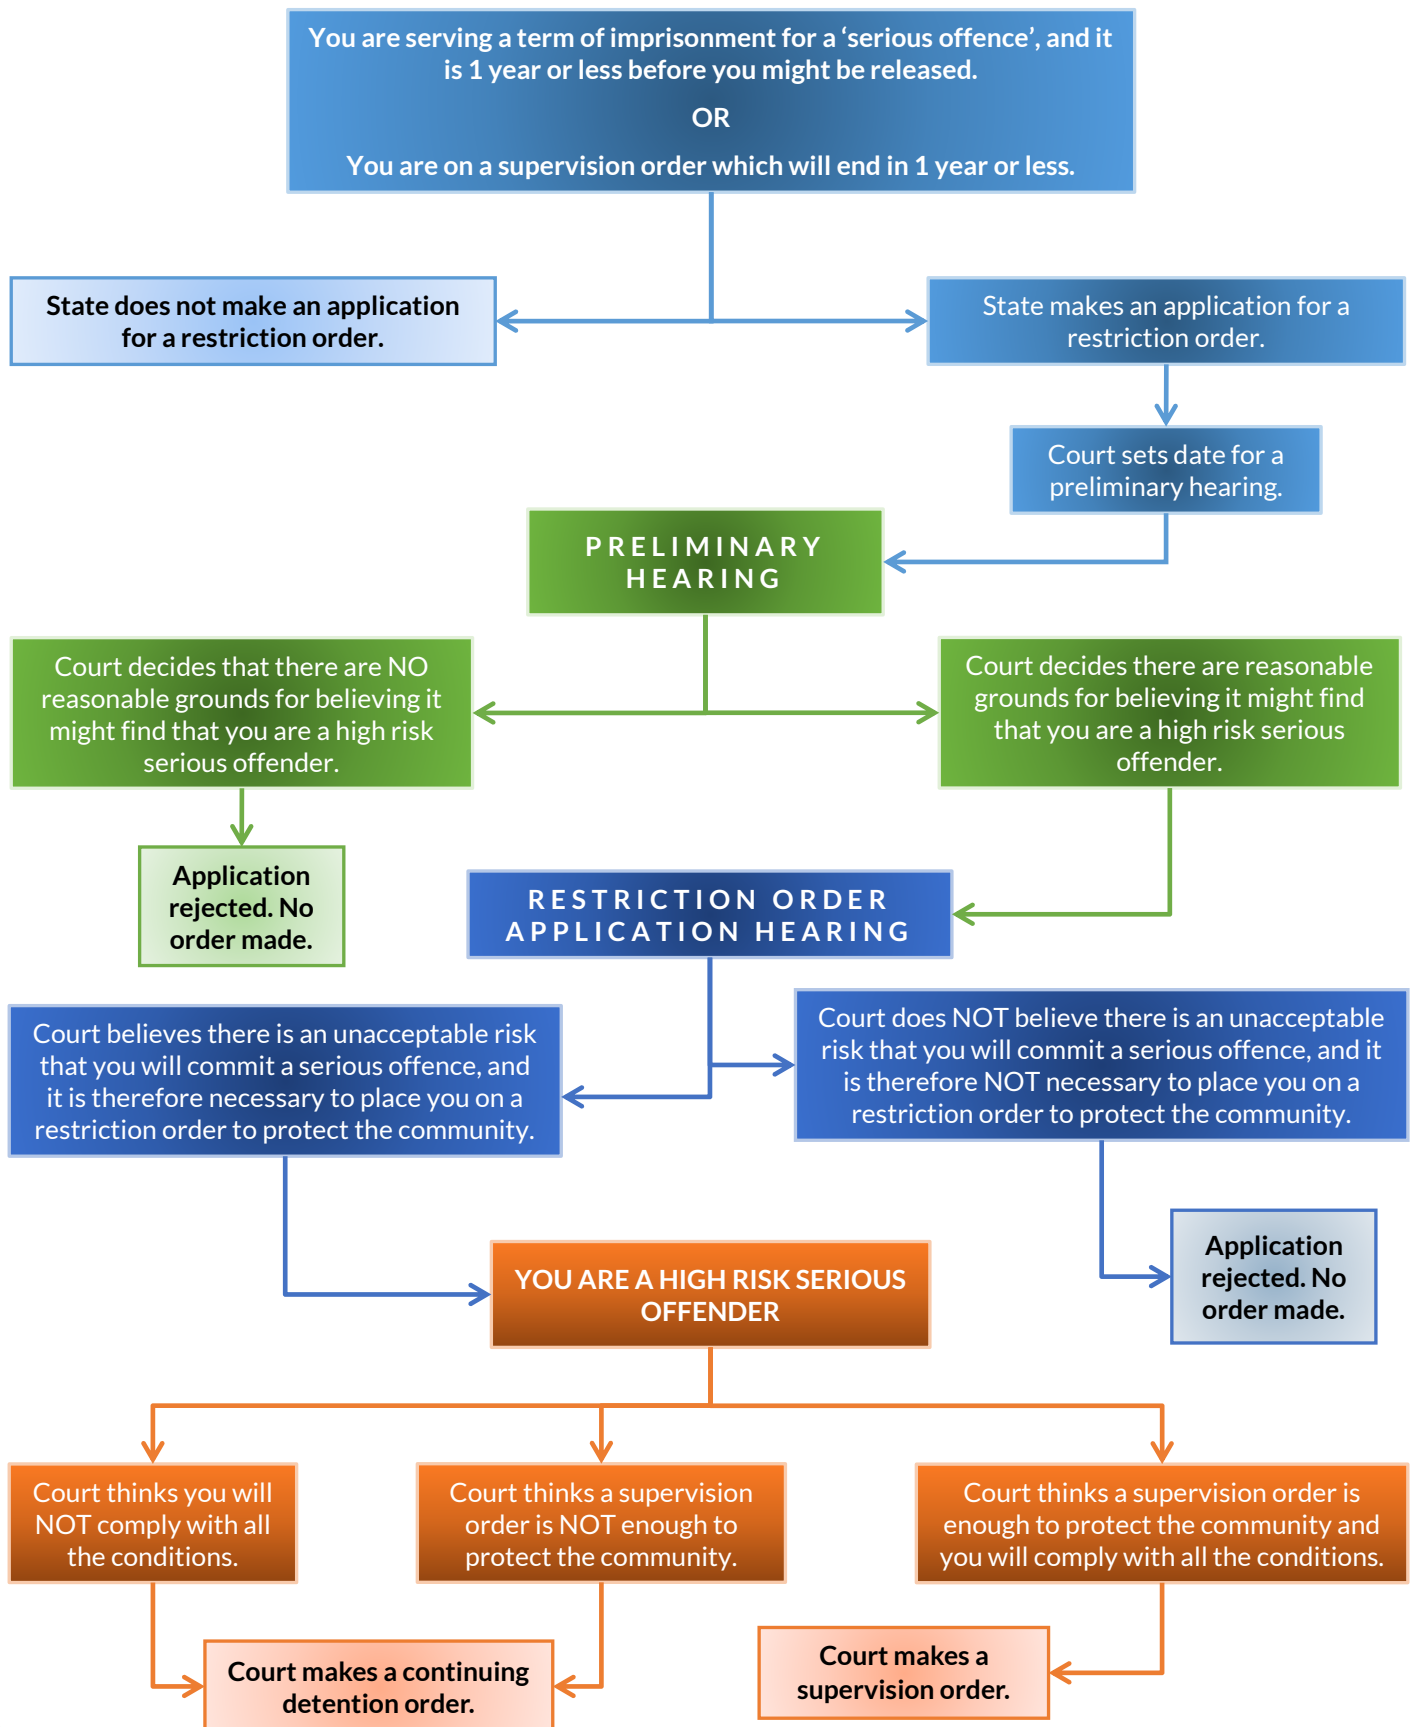 You are serving a term of imprisonment for a ‘serious offence’, and it
is 1 year or less before you might be released.
OR
You are on a supervision order which will end in 1 year or less.
State does not make an application
for a restriction order.
State makes an application for a
restriction order.
Court sets date for a
preliminary hearing.
PRELIMINARY
HEARING
Court decides that there are NO
reasonable grounds for believing it
might find that you are a high risk
serious offender.
Court decides there are reasonable
grounds for believing it might find
that you are a high risk serious
offender.
Application
rejected. No
order made.
RESTRICTION ORDER
APPLICATION HEARING
Court believes there is an unacceptable risk
that you will commit a serious offence, and
it is therefore necessary to place you on a
restriction order to protect the community.
Court does NOT believe there is an unacceptable
risk that you will commit a serious offence, and it
is therefore NOT necessary to place you on a
restriction order to protect the community.
Application
rejected. No
order made.
YOU ARE A HIGH RISK SERIOUS
OFFENDER
Court thinks you will
NOT comply with all
the conditions.
Court thinks a supervision
order is NOT enough to
protect the community.
Court thinks a supervision order is
enough to protect the community and
you will comply with all the conditions.
Court makes a continuing
detention order.
Court makes a
supervision order.